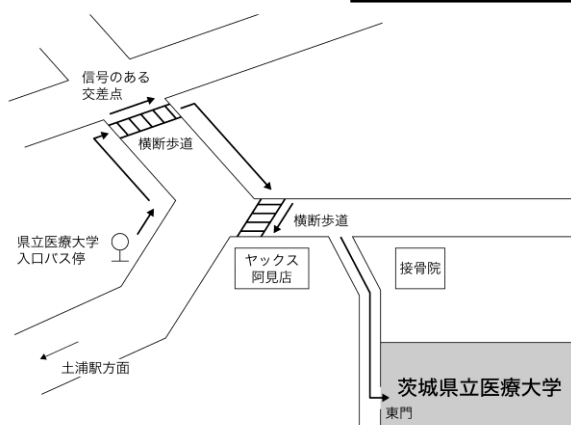 信号のある
交差点
横断歩道
横断歩道
県立医療大学
入口バス停
ヤックス
阿見店
接骨院
土浦駅方面
茨城県立医療大学
東門